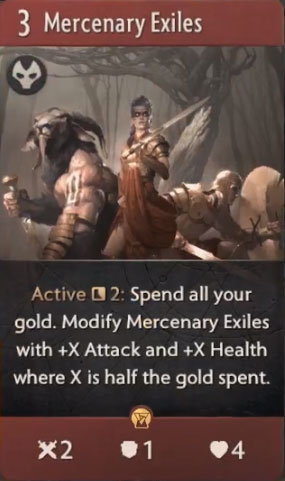 3 Mercenary Exiles
Active 2: Spend all your
gold. Modify Mercenary Exiles
with +X Attack and +X Health
where X is half the gold spent.
2 1 4